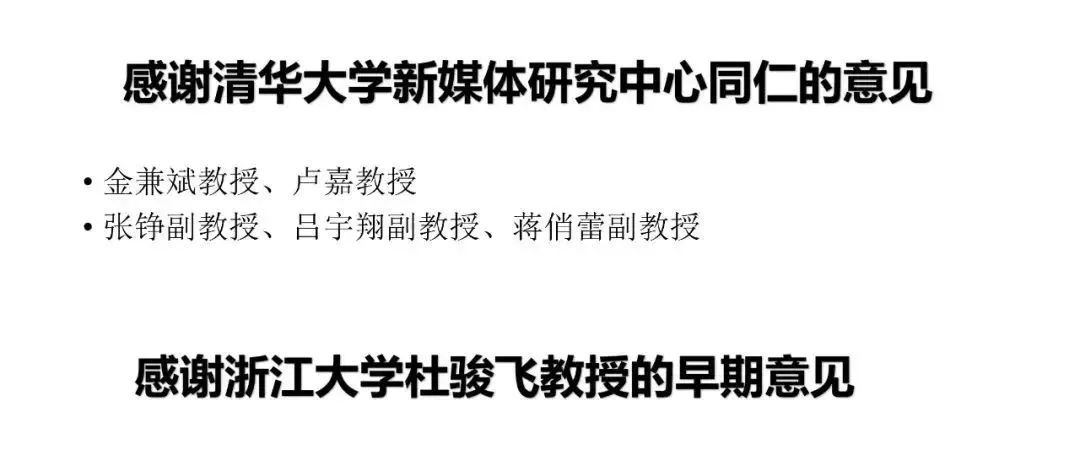 感谢清华大学新媒体研究中心同仁的意见
• 金兼斌教授、卢嘉教授
• 张铮副教授、吕宇翔副教授、蒋俏蕾副教授
感谢浙江大学杜骏飞教授的早期意见